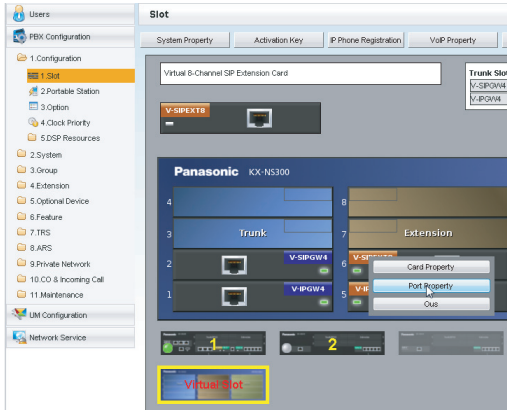 Users
PBX Configuration
1.Configuration
1.Slot
2.Portable Station
3.Option
4.Clock Priority
5.DSP Resources
2.System
3.Group
4.Extension
5.Optional Device
6.Feature
7.TRS
8.ARS
9.Private Network
10.CO & Incoming Call
11.Maintenance
UM Configuration
Network Service
Slot
System Property
Activation Key
IP Phone Registration
VoIP Property
Virtual 8-Channel SIP Extension Card
Trunk Slo
V-SIPGW4
V-IPGW4
V-SIPEXT8
Panasonic KX-NS300
4
8
3 Trunk
7 Extension
2 V-SIPGW4
6
Card Property
1 V-IPGW4
5 V-IP
Port Property
Ous
1
2
Virtual Slot